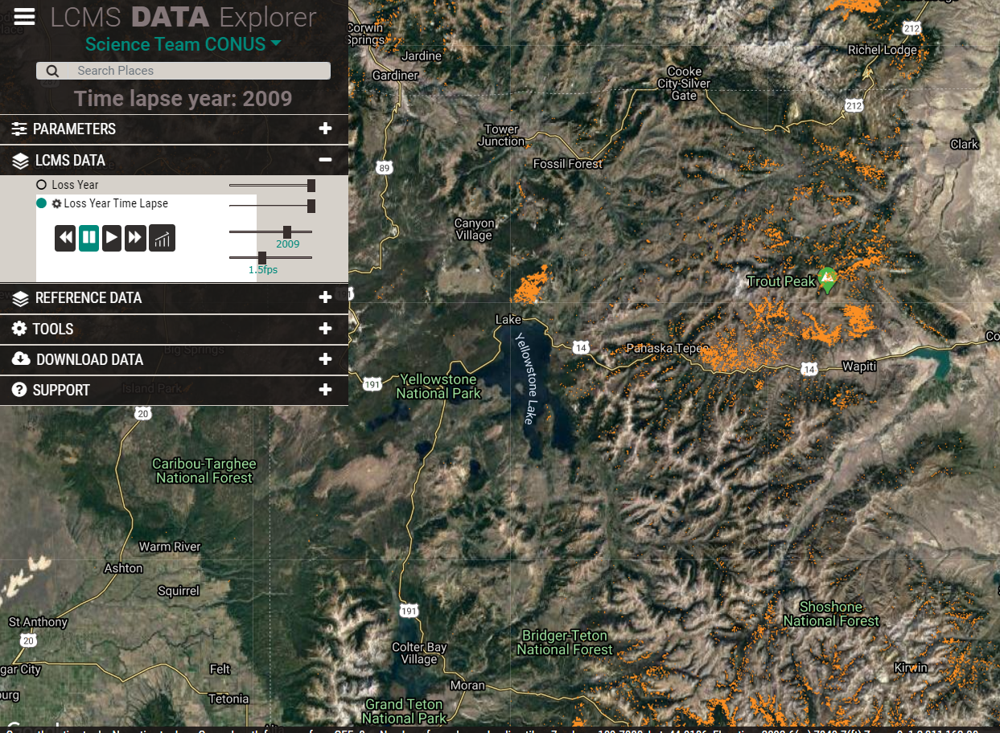 LCMS DATA Explorer
Science Team CONUS
Search Places
Time lapse year: 2009
PARAMETERS
LCMS DATA
Loss Year
Loss Year Time Lapse
2009
1.5fps
REFERENCE DATA
TOOLS
DOWNLOAD DATA
SUPPORT
Big Springs
Island Park
Corwin
Springs
Jardine
Gardiner
212
Richel Lodge
Cooke
City-Silver
Gate
212
Tower
Junction
Fossil Forest
Clark
89
Canyon
Village
Trout Peak
Lake
14
Pahaska Tepee
14
Wapiti
Co
Yellowstone Lake
191
Yellowstone
National Park
20
Caribou-Targhee
National Forest
Warm River
Ashton
Squirrel
St Anthony
20
gar City
burg
Felt
Tetonia
191
Colter Bay
Village
Moran
Grand Teton
National Park
Bridger-Teton
National Forest
Shoshone
National Forest
Kirwin